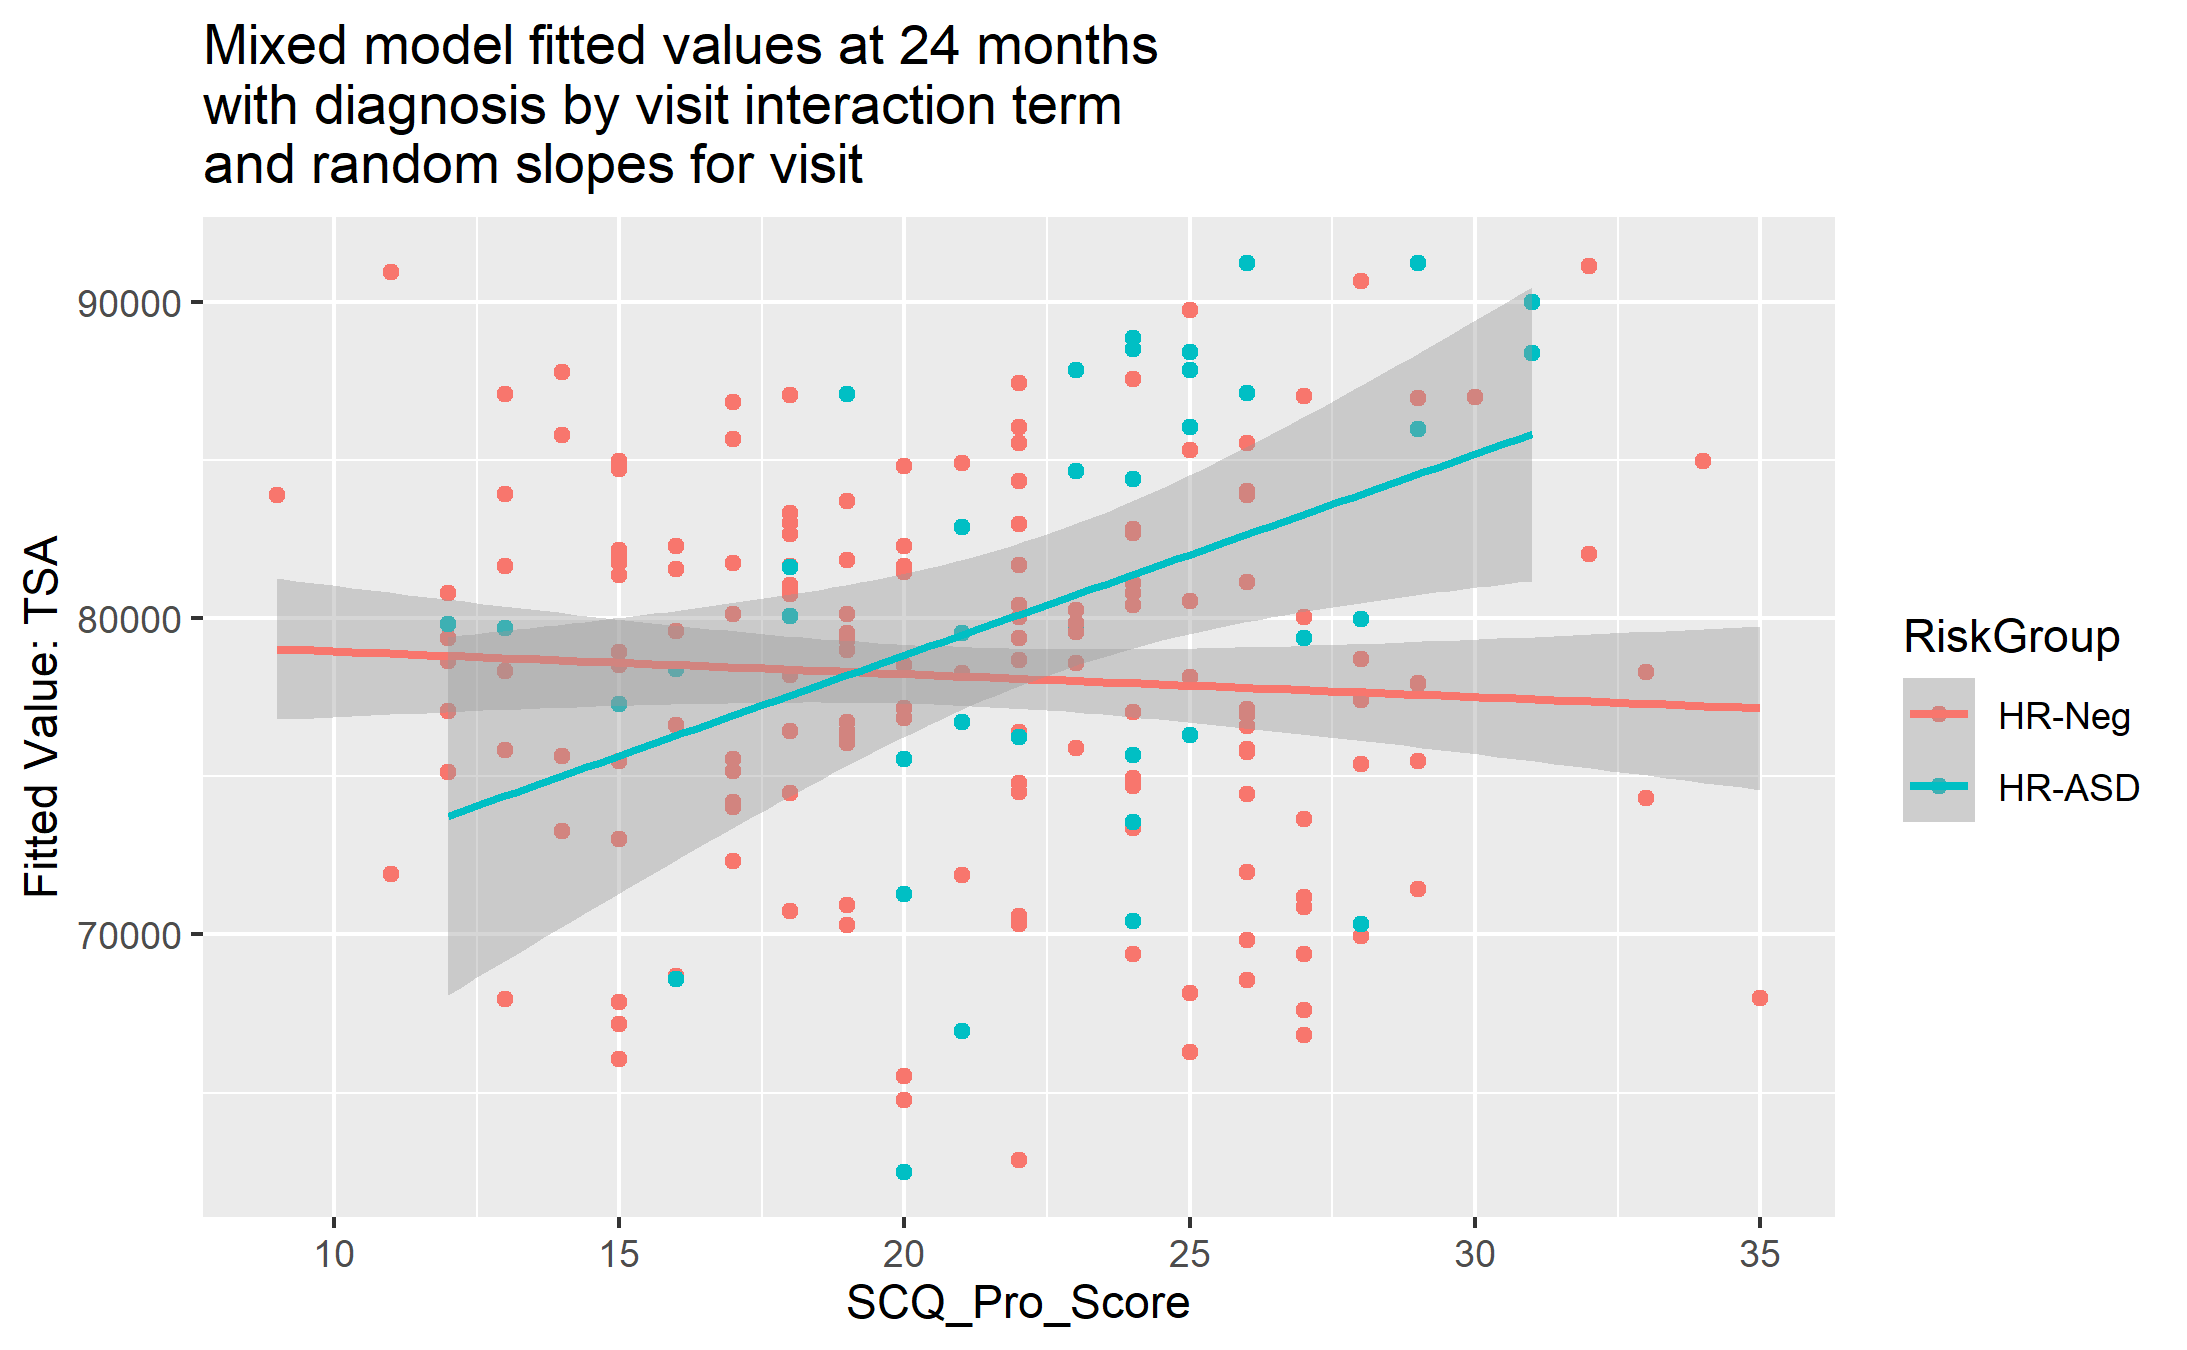 Mixed model fitted values at 24 months
with diagnosis by visit interaction term
and random slopes for visit
Fitted Value: TSA
90000
80000
70000
10 15 20 25 30 35
SCQ_Pro_Score
RiskGroup
HR-Neg
HR-ASD